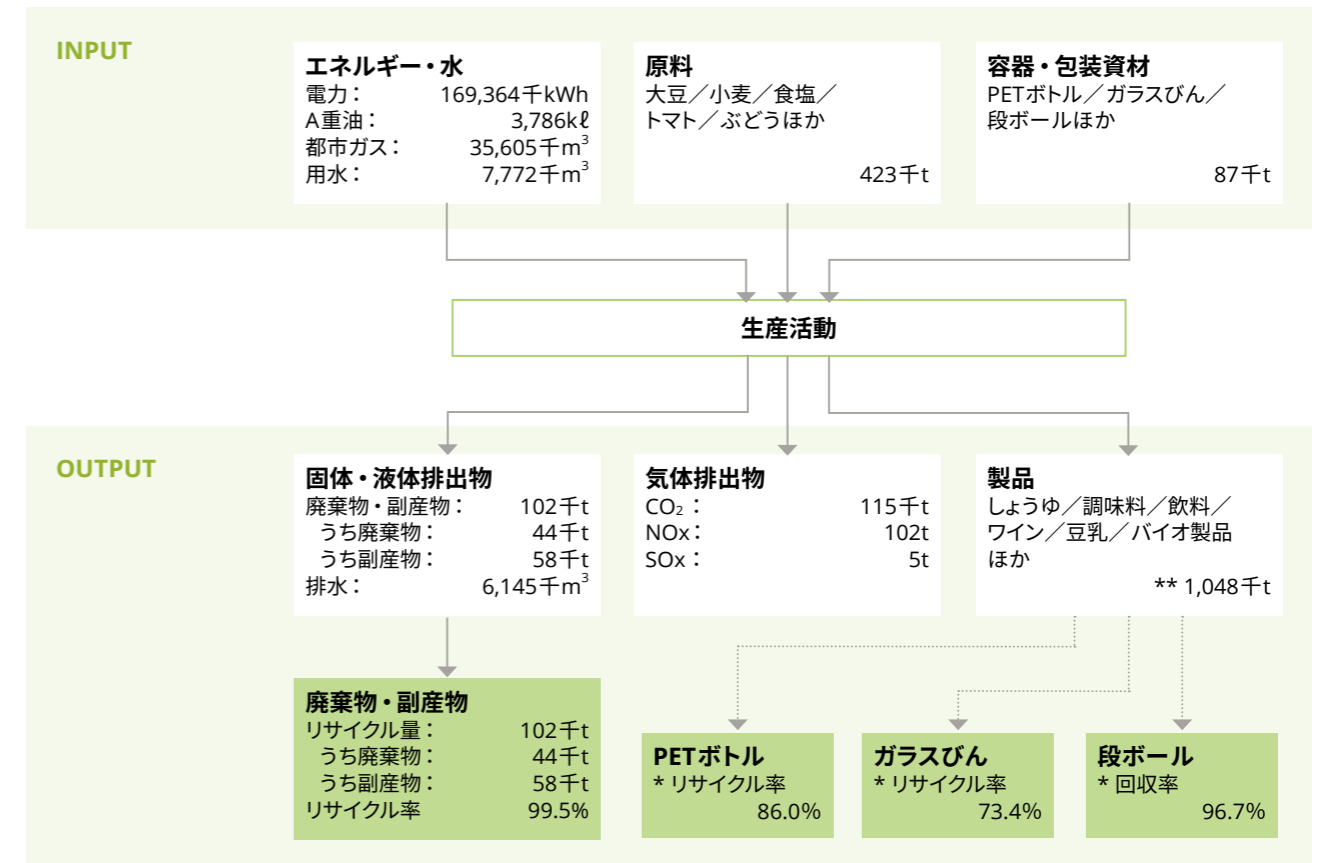 INPUT
エネルギー・水
電力： 169,364千kWh
A重油： 3,786kℓ
都市ガス： 35,605千m³
用水： 7,772千m³
原料
大豆／小麦／食塩／
トマト／ぶどうほか
423千t
容器・包装資材
PETボトル／ガラスびん／
段ボールほか
87千t
生産活動
OUTPUT
固体・液体排出物
廃棄物・副産物： 102千t
うち廃棄物： 44千t
うち副産物： 58千t
排水： 6,145千m³
気体排出物
CO₂： 115千t
NOx： 102t
SOx： 5t
製品
しょうゆ／調味料／飲料／
ワイン／豆乳／バイオ製品
ほか
** 1,048千t
廃棄物・副産物
リサイクル量： 102千t
うち廃棄物： 44千t
うち副産物： 58千t
リサイクル率 99.5%
PETボトル
* リサイクル率
86.0%
ガラスびん
* リサイクル率
73.4%
段ボール
* 回収率
96.7%